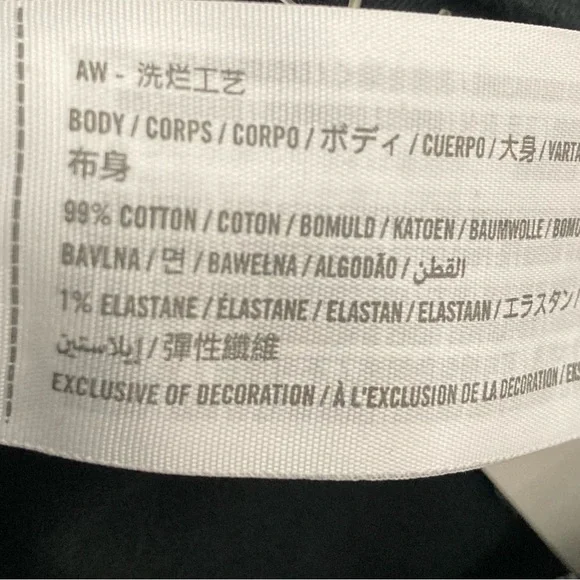 AW - 洗烂工艺
BODY / CORPS / CORPO / ボディ / CUERPO / 大身 / VARTA
布身
99% COTTON / COTON / BOMULD / KATOEN / BAUMWOLLE / BOMU
BAVLNA / 면 / BAWEŁNA / ALGODÃO / القطن
1% ELASTANE / ÉLASTANE / ELASTAN / ELASTAAN / エラスタン /
إيلاستين / 彈性纖維
EXCLUSIVE OF DECORATION / À L'EXCLUSION DE LA DECORATION / EKS